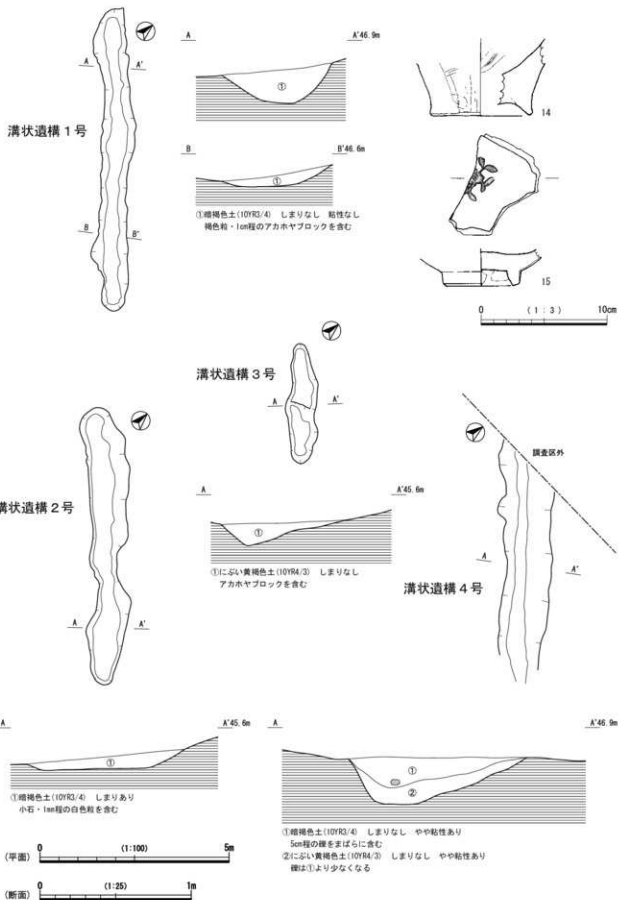 溝状遺構1号
A
A'
B
B'
A
A'46.9m
①
B
B'46.6m
①
①暗褐色土(10YR3/4) しまりなし 粘性なし
褐色粒・1cm程のアカホヤブロックを含む
14
15
0 (1:3) 10cm
溝状遺構2号
A
A'
溝状遺構3号
A
A'
A
A'45.6m
①
①にぶい黄褐色土(10YR4/3) しまりなし
アカホヤブロックを含む
調査区外
溝状遺構4号
A
A'
A
A'45.6m
①
①暗褐色土(10YR3/4) しまりあり
小石・1mm程の白色粒を含む
A
A'46.9m
①
②
①暗褐色土(10YR3/4) しまりなし やや粘性あり
5cm程の礫をまばらに含む
②にぶい黄褐色土(10YR4/3) しまりなし やや粘性あり
礫は①より少なくなる
(平面) 0 (1:100) 5m
(断面) 0 (1:25) 1m